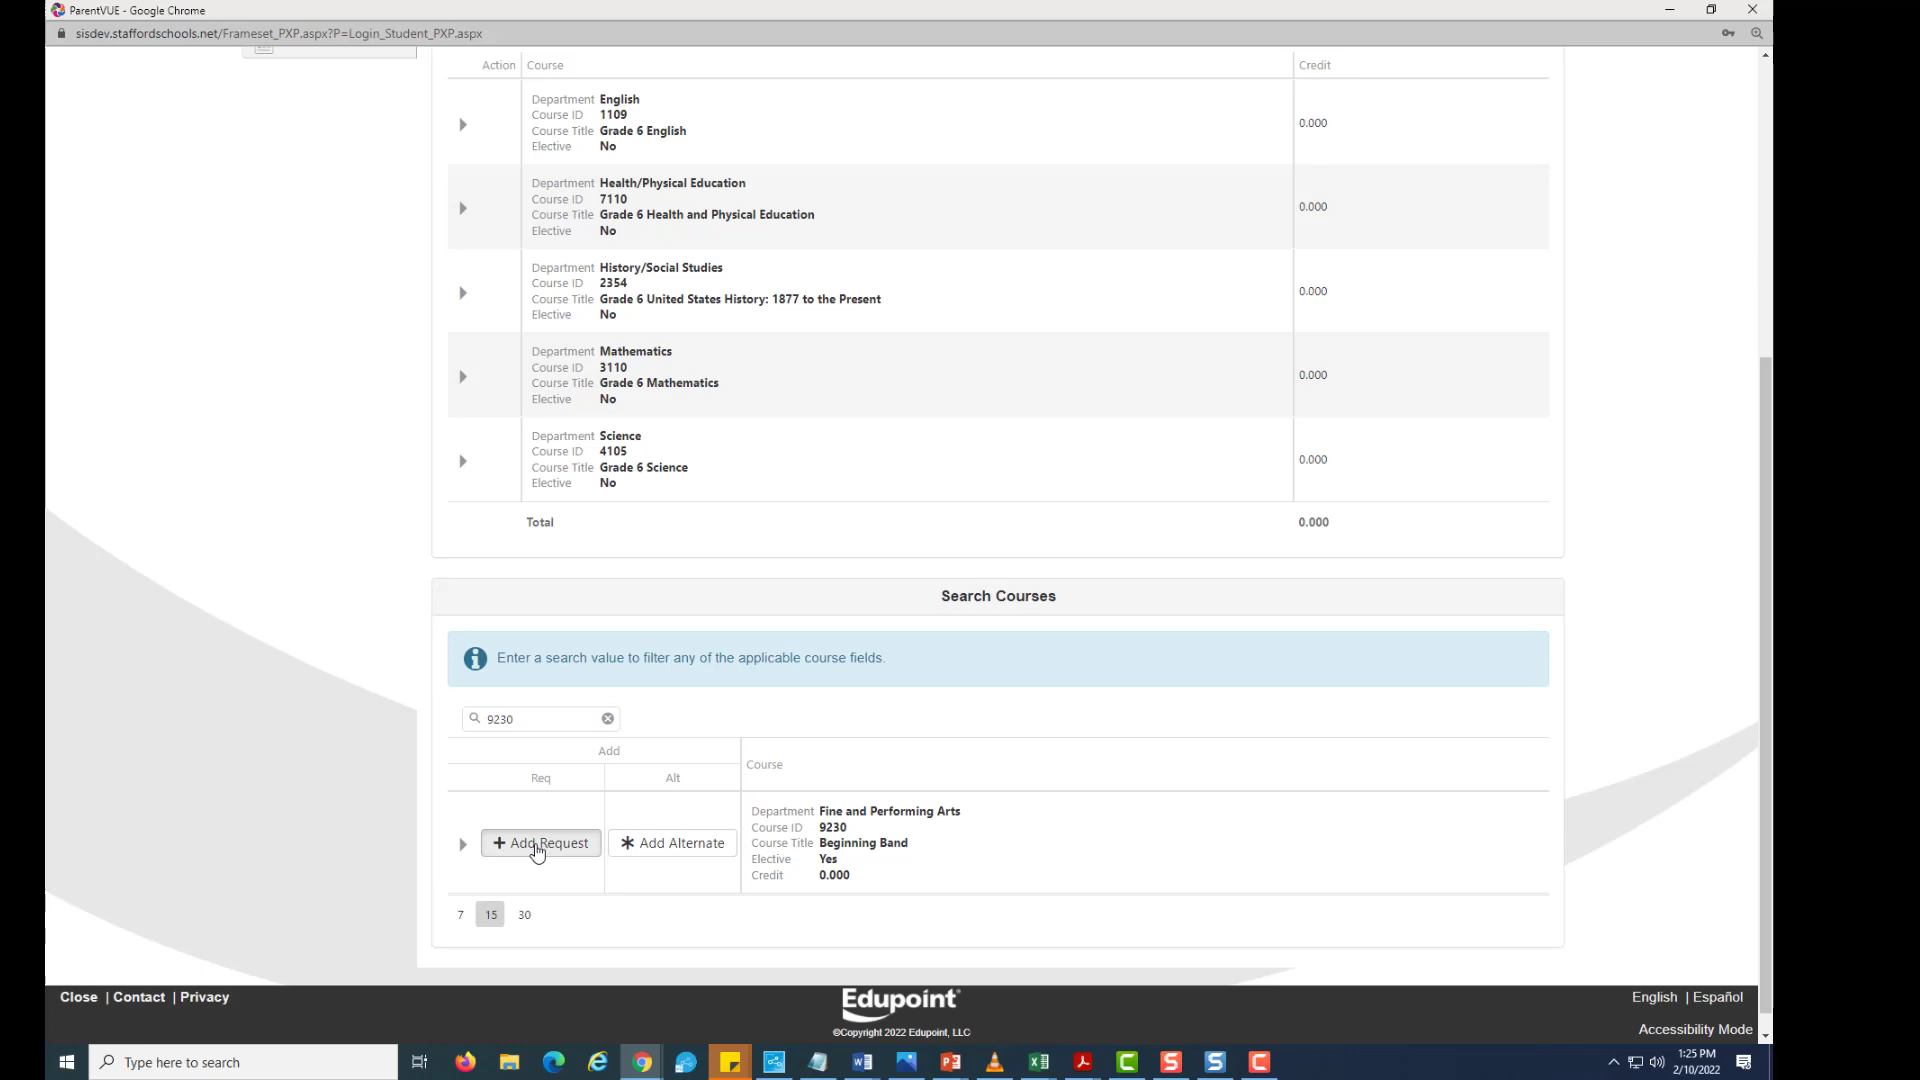 ParentVUE - Google Chrome
sisdev.staffordschools.net/Frameset_PXP.aspx?P=Login_Student_PXP.aspx
Action Course Credit
Department English
Course ID 1109
Course Title Grade 6 English
Elective No
0.000
Department Health/Physical Education
Course ID 7110
Course Title Grade 6 Health and Physical Education
Elective No
0.000
Department History/Social Studies
Course ID 2354
Course Title Grade 6 United States History: 1877 to the Present
Elective No
0.000
Department Mathematics
Course ID 3110
Course Title Grade 6 Mathematics
Elective No
0.000
Department Science
Course ID 4105
Course Title Grade 6 Science
Elective No
0.000
Total 0.000
Search Courses
Enter a search value to filter any of the applicable course fields.
9230
Add
Course
Req Alt
Add Request Add Alternate
Department Fine and Performing Arts
Course ID 9230
Course Title Beginning Band
Elective Yes
Credit 0.000
7 15 30
Close | Contact | Privacy
Edupoint
©Copyright 2022 Edupoint, LLC
English | Español
Accessibility Mode
Type here to search
1:25 PM
2/10/2022